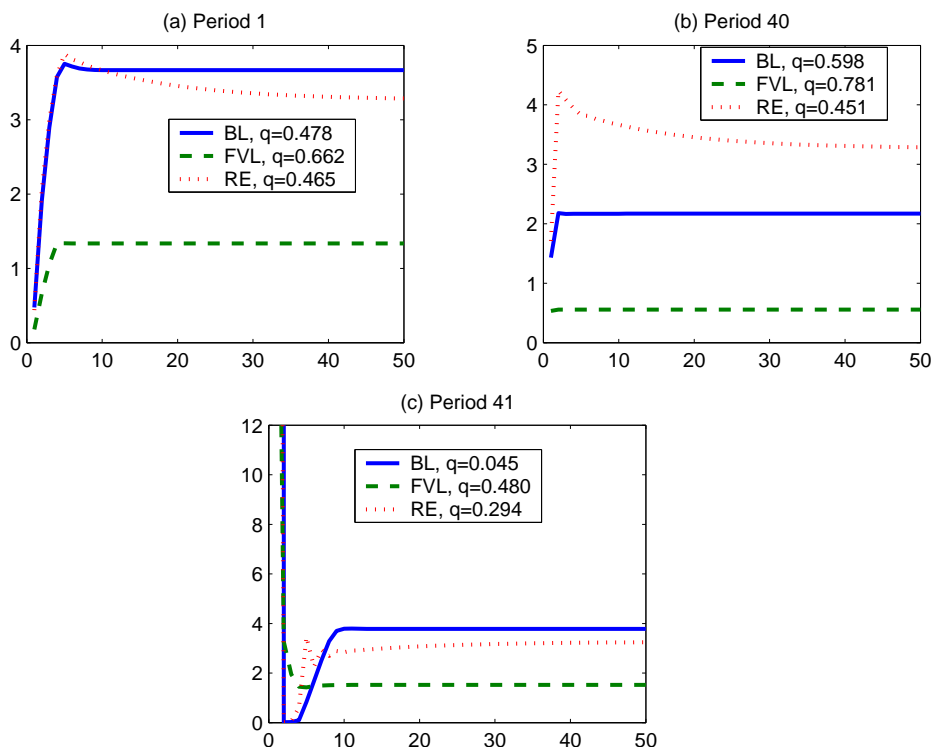 (a) Period 1
4
3
2
1
0
0 10 20 30 40 50
BL, q=0.478
FVL, q=0.662
RE, q=0.465
(b) Period 40
5
4
3
2
1
0
0 10 20 30 40 50
BL, q=0.598
FVL, q=0.781
RE, q=0.451
(c) Period 41
12
10
8
6
4
2
0
0 10 20 30 40 50
BL, q=0.045
FVL, q=0.480
RE, q=0.294